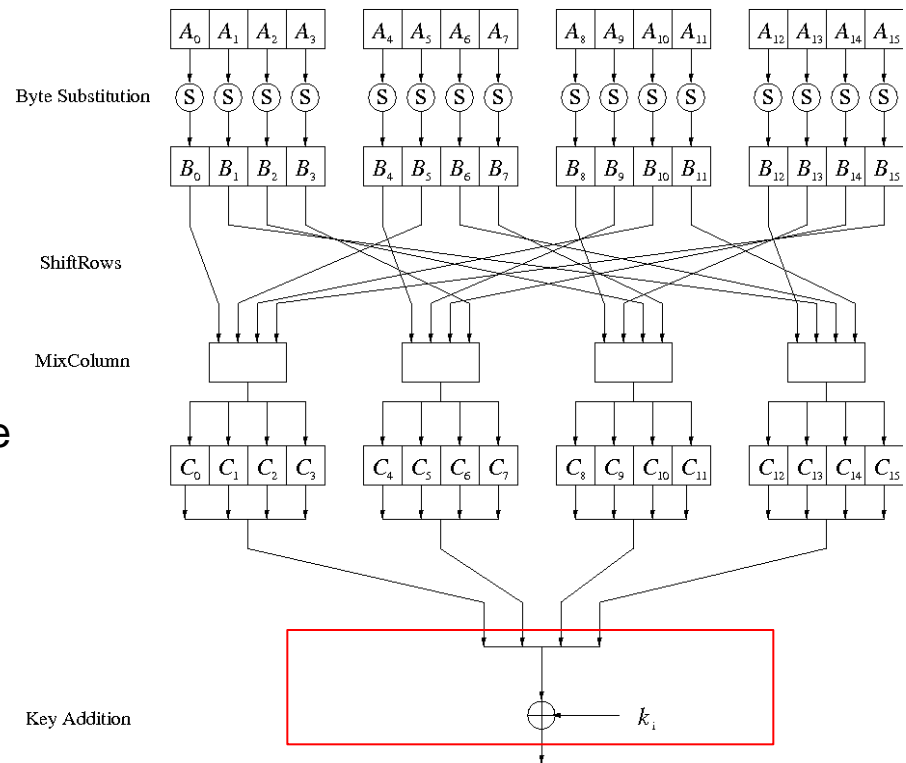 A₀ A₁ A₂ A₃ A₄ A₅ A₆ A₇ A₈ A₉ A₁₀ A₁₁ A₁₂ A₁₃ A₁₄ A₁₅
Byte Substitution S S S S S S S S S S S S S S S S
B₀ B₁ B₂ B₃ B₄ B₅ B₆ B₇ B₈ B₉ B₁₀ B₁₁ B₁₂ B₁₃ B₁₄ B₁₅
ShiftRows
MixColumn
e
C₀ C₁ C₂ C₃ C₄ C₅ C₆ C₇ C₈ C₉ C₁₀ C₁₁ C₁₂ C₁₃ C₁₄ C₁₅
Key Addition kᵢ